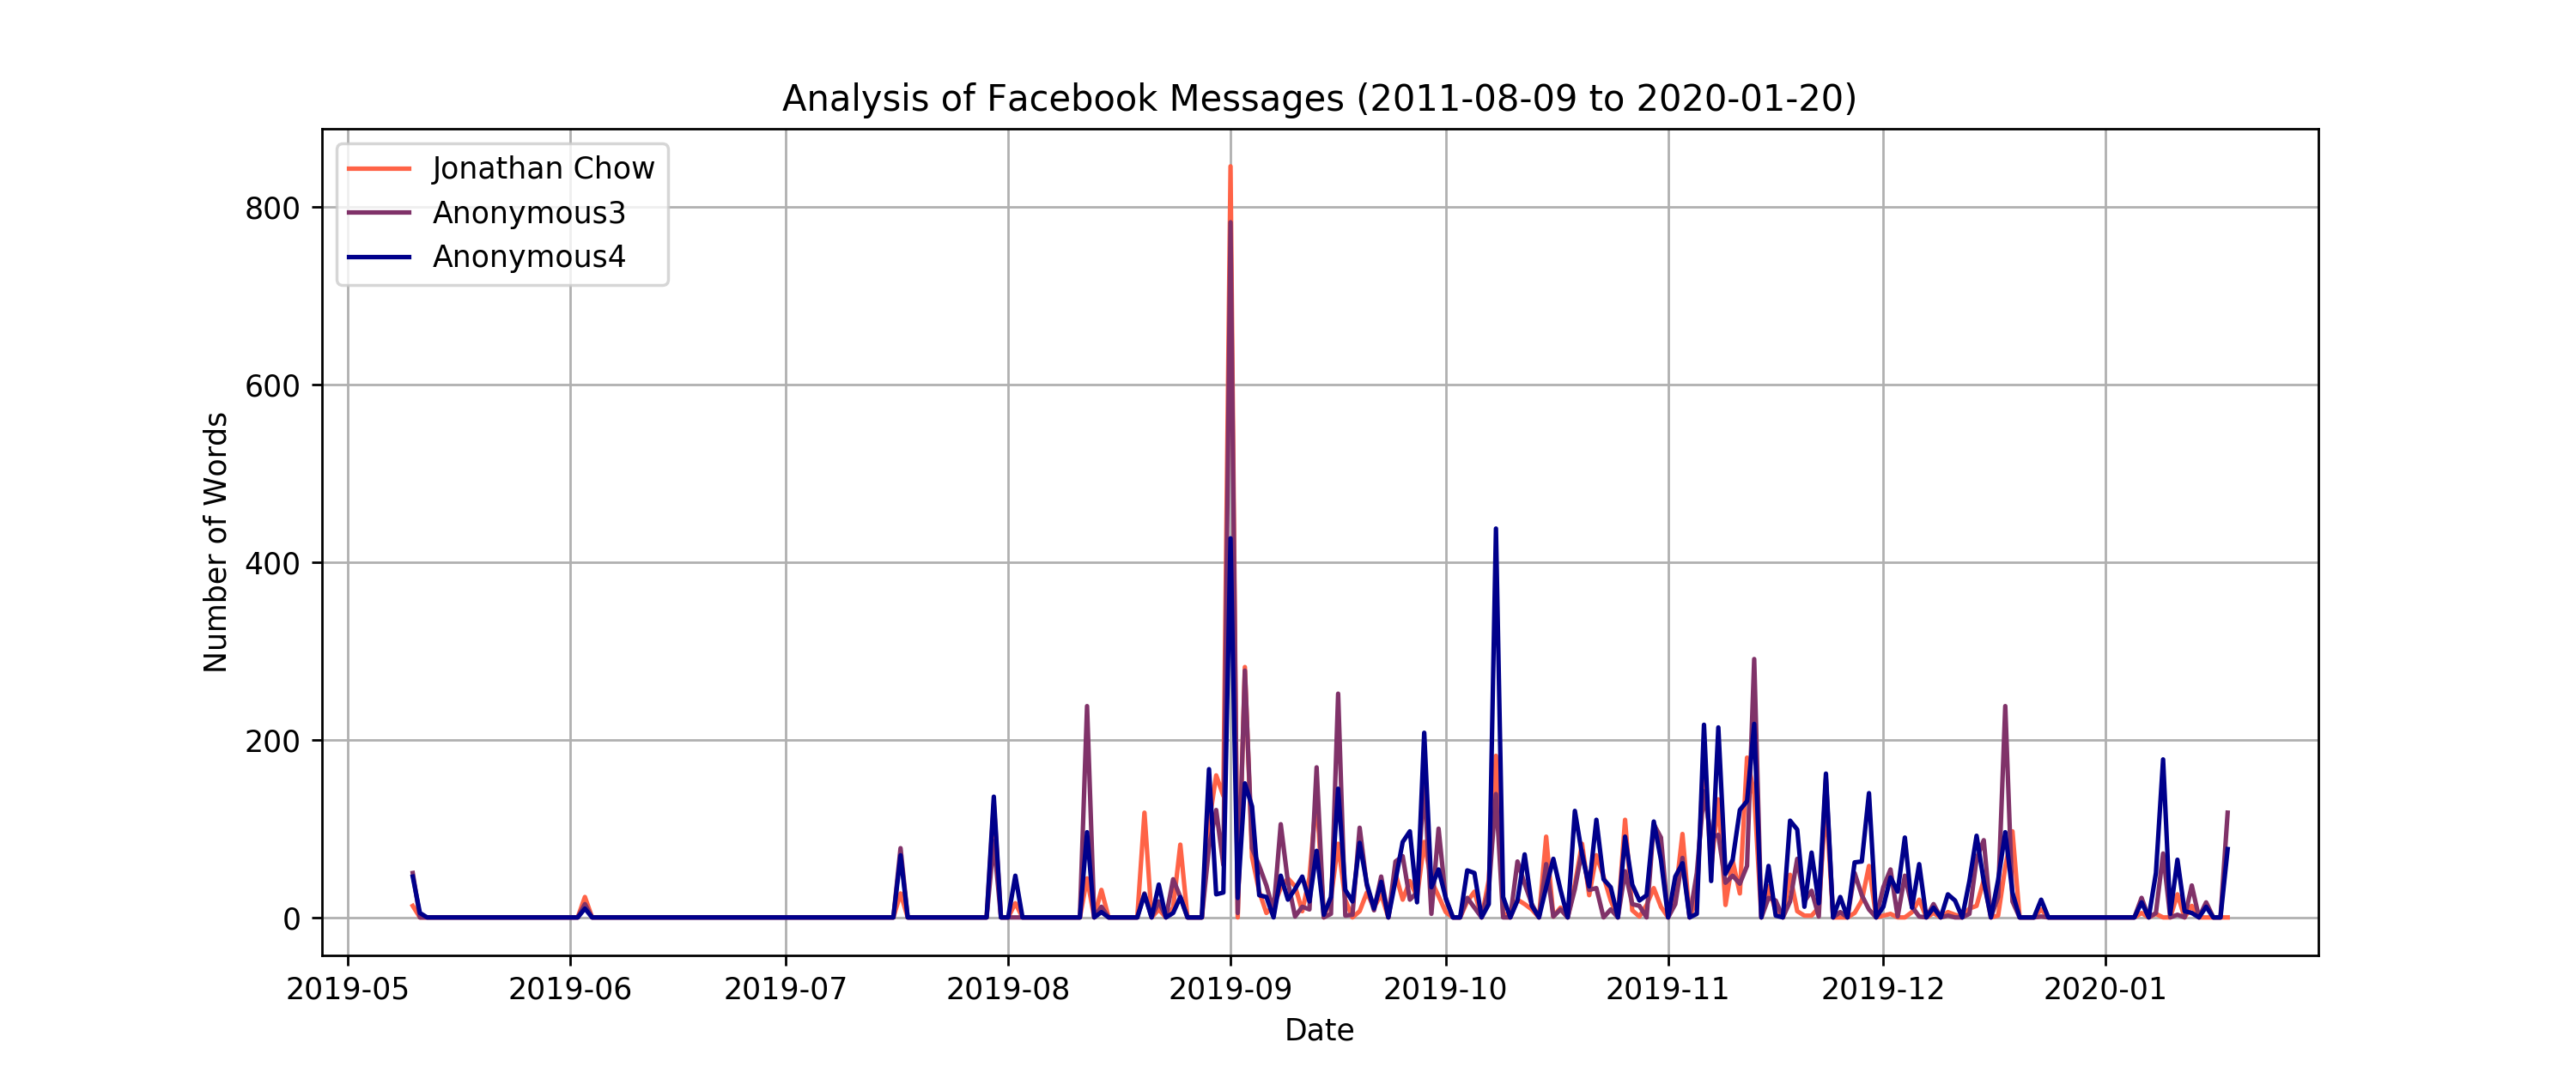 Analysis of Facebook Messages (2011-08-09 to 2020-01-20)
Jonathan Chow
Anonymous3
Anonymous4
Number of Words
800
600
400
200
0
2019-05 2019-06 2019-07 2019-08 2019-09 2019-10 2019-11 2019-12 2020-01
Date